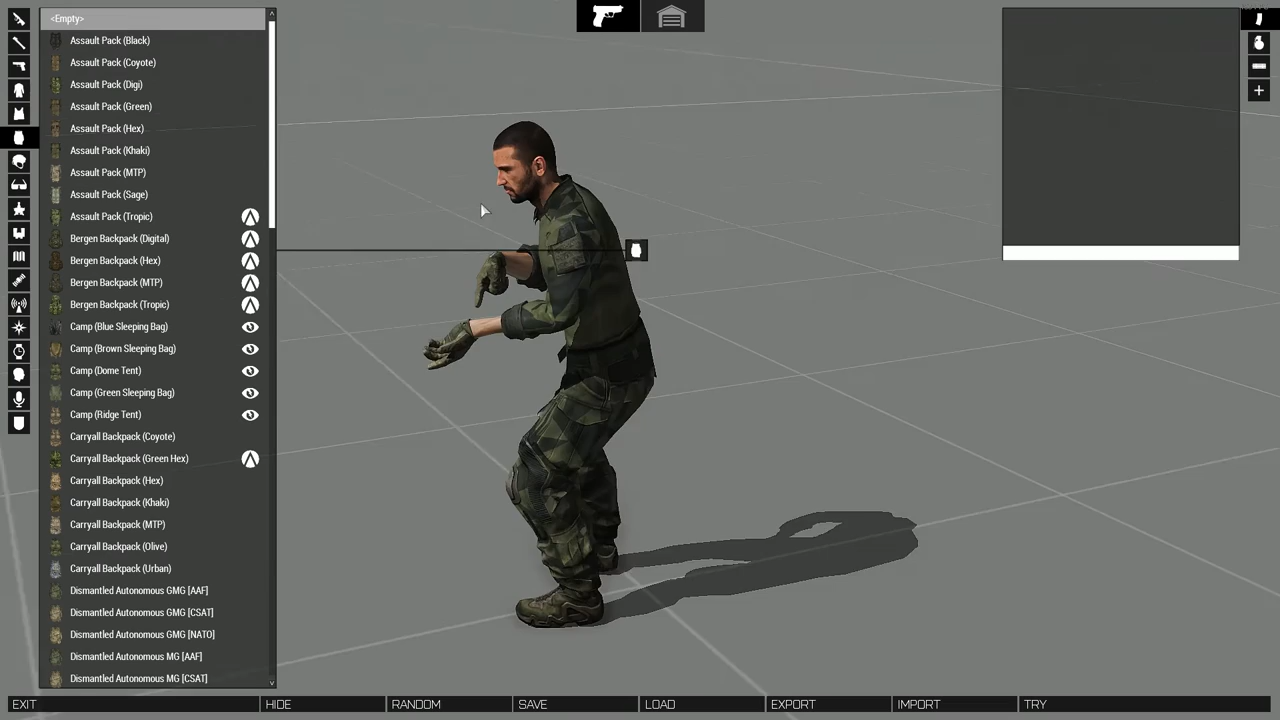 <Empty>
Assault Pack (Black)
Assault Pack (Coyote)
Assault Pack (Digi)
Assault Pack (Green)
Assault Pack (Hex)
Assault Pack (Khaki)
Assault Pack (MTP)
Assault Pack (Sage)
Assault Pack (Tropic)
Bergen Backpack (Digital)
Bergen Backpack (Hex)
Bergen Backpack (MTP)
Bergen Backpack (Tropic)
Camp (Blue Sleeping Bag)
Camp (Brown Sleeping Bag)
Camp (Dome Tent)
Camp (Green Sleeping Bag)
Camp (Ridge Tent)
Carryall Backpack (Coyote)
Carryall Backpack (Green Hex)
Carryall Backpack (Hex)
Carryall Backpack (Khaki)
Carryall Backpack (MTP)
Carryall Backpack (Olive)
Carryall Backpack (Urban)
Dismantled Autonomous GMG [AAF]
Dismantled Autonomous GMG [CSAT]
Dismantled Autonomous GMG [NATO]
Dismantled Autonomous MG [AAF]
Dismantled Autonomous MG [CSAT]
EXIT HIDE RANDOM SAVE LOAD EXPORT IMPORT TRY